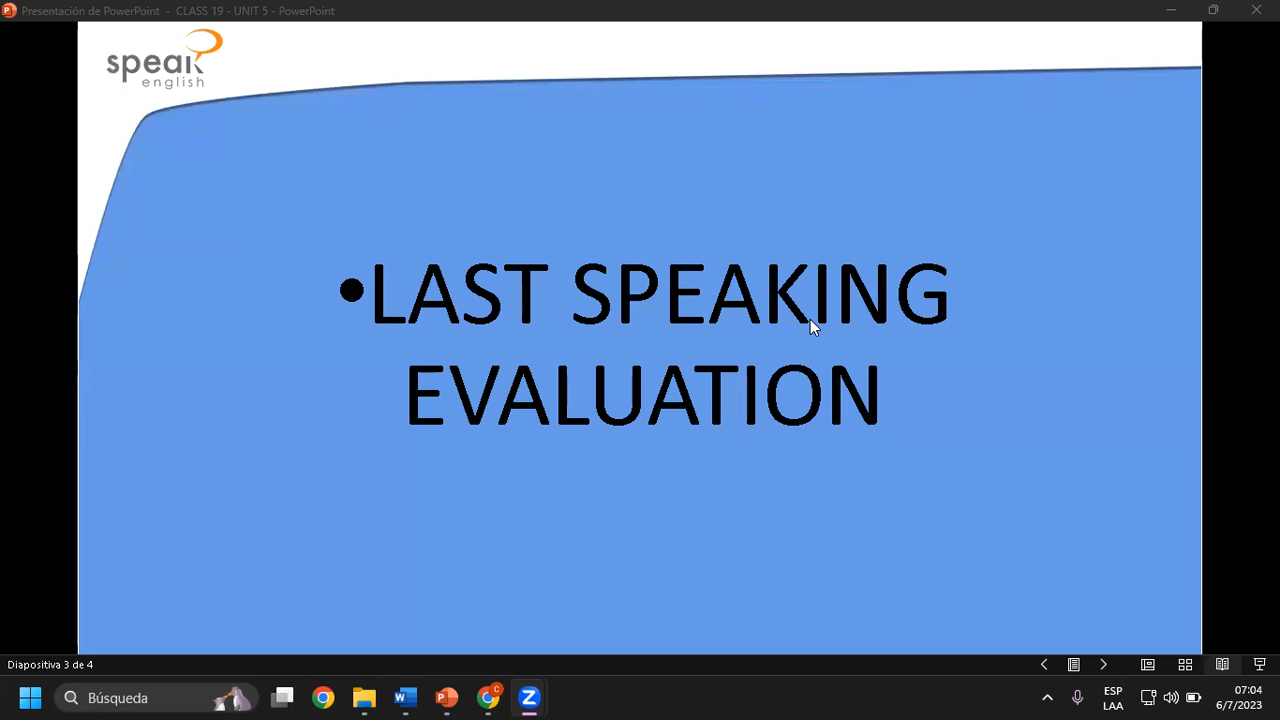 Presentación de PowerPoint - CLASS 19 - UNIT 5 - PowerPoint
speak
english
•LAST SPEAKING
EVALUATION
Diapositiva 3 de 4
Búsqueda
ESP
LAA
07:04
6/7/2023